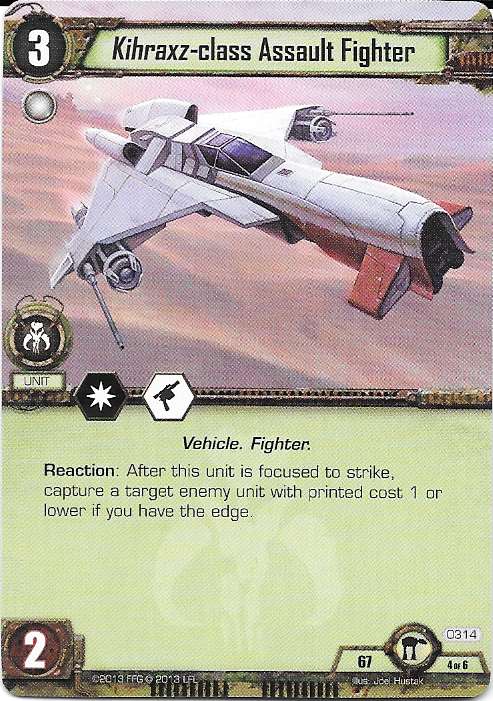 3
Kihraxz-class Assault Fighter
UNIT
Vehicle. Fighter.
Reaction: After this unit is focused to strike,
capture a target enemy unit with printed cost 1 or
lower if you have the edge.
2
0314
67
4 OF 6
©2013 FFG © 2013 LFL
Illus: Joel Hustak